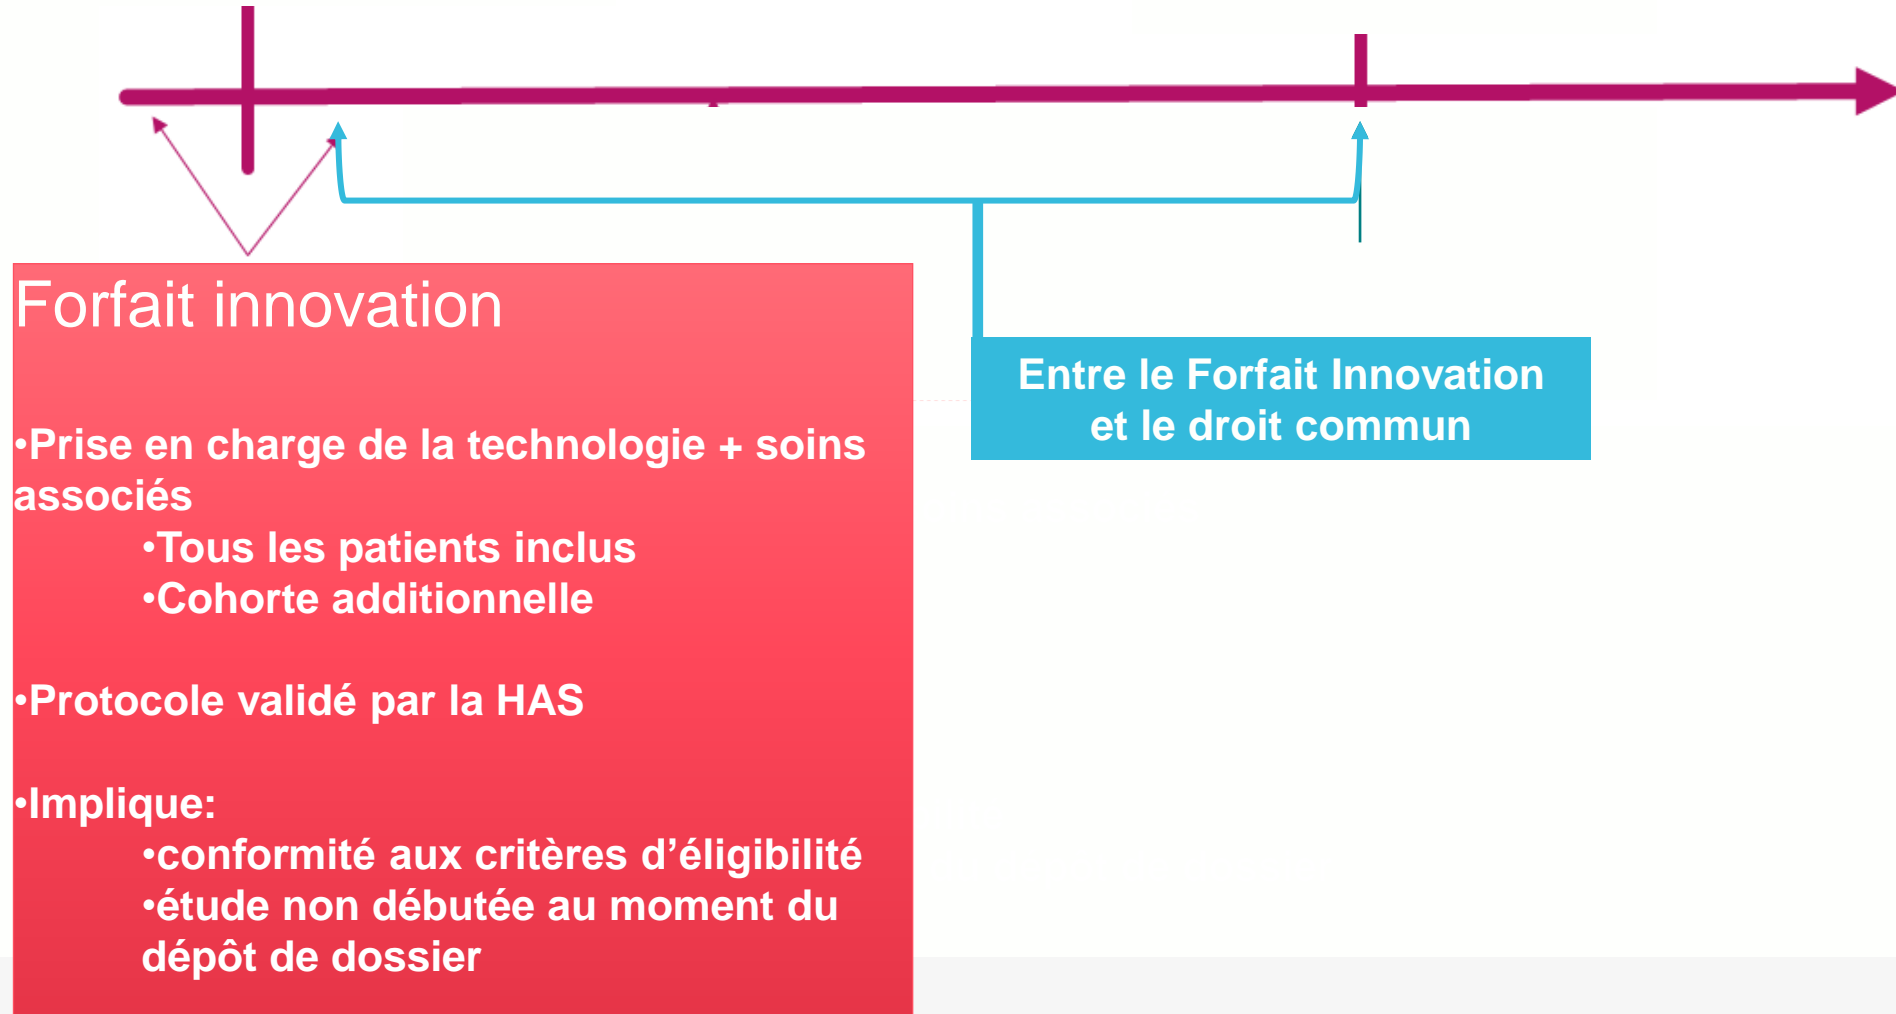 Forfait innovation
•Prise en charge de la technologie + soins
associés
•Tous les patients inclus
•Cohorte additionnelle
•Protocole validé par la HAS
•Implique:
•conformité aux critères d’éligibilité
•étude non débutée au moment du
dépôt de dossier
Entre le Forfait Innovation
et le droit commun